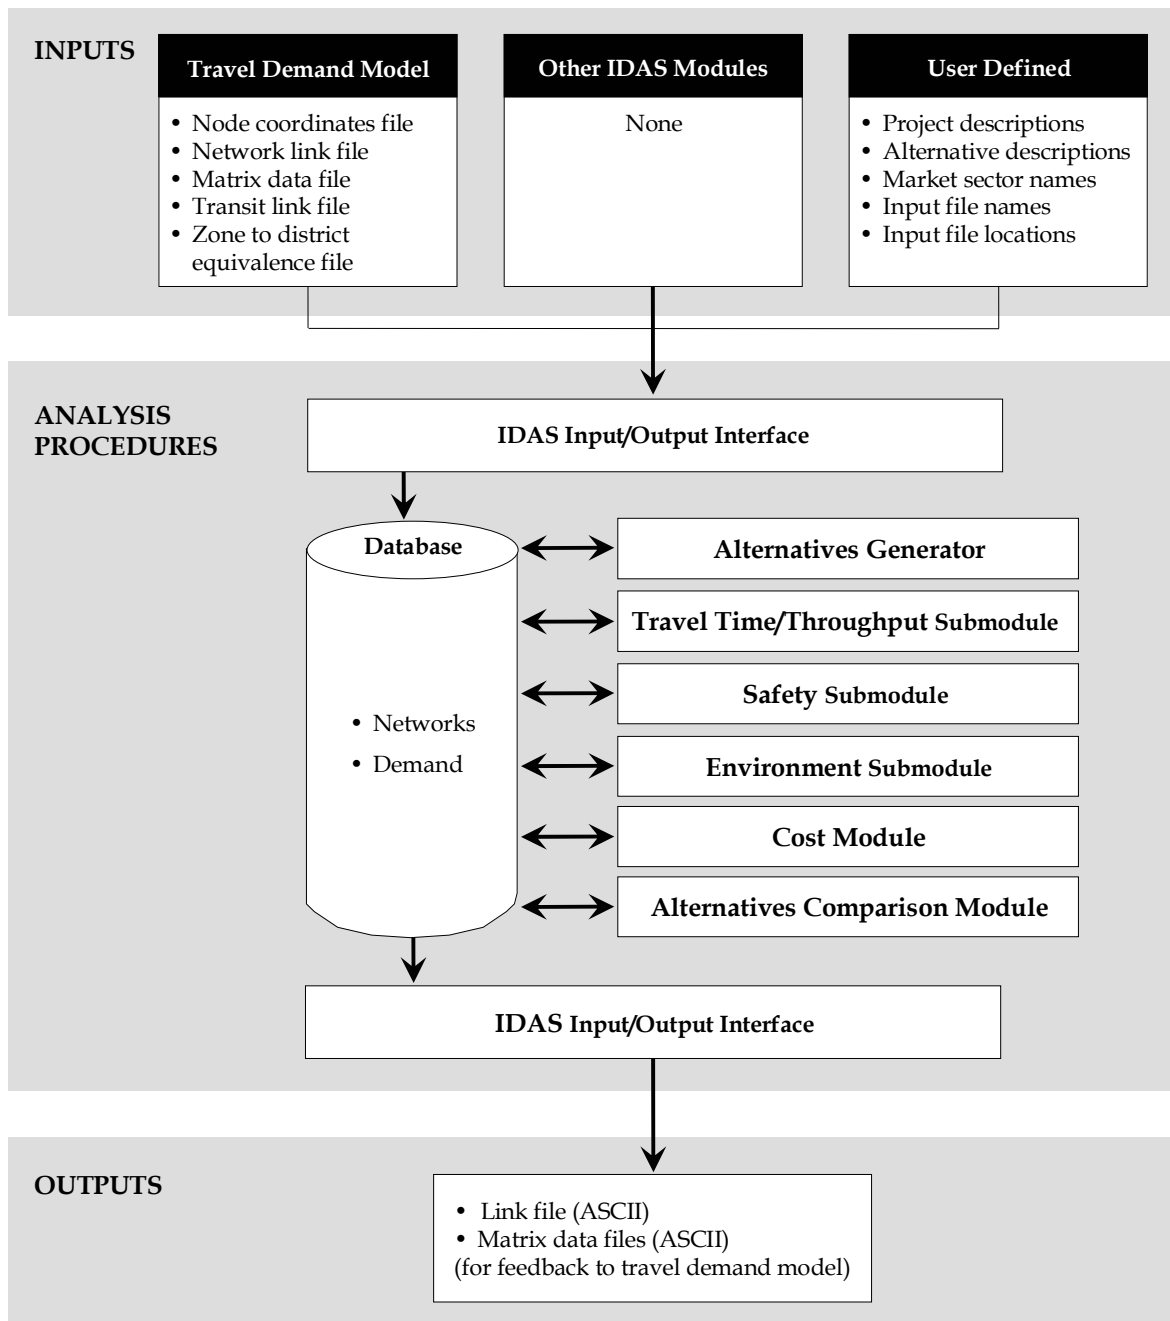 INPUTS
Travel Demand Model
• Node coordinates file
• Network link file
• Matrix data file
• Transit link file
• Zone to district
equivalence file
Other IDAS Modules
None
User Defined
• Project descriptions
• Alternative descriptions
• Market sector names
• Input file names
• Input file locations
ANALYSIS
PROCEDURES
IDAS Input/Output Interface
Database
• Networks
• Demand
Alternatives Generator
Travel Time/Throughput Submodule
Safety Submodule
Environment Submodule
Cost Module
Alternatives Comparison Module
IDAS Input/Output Interface
OUTPUTS
• Link file (ASCII)
• Matrix data files (ASCII)
(for feedback to travel demand model)